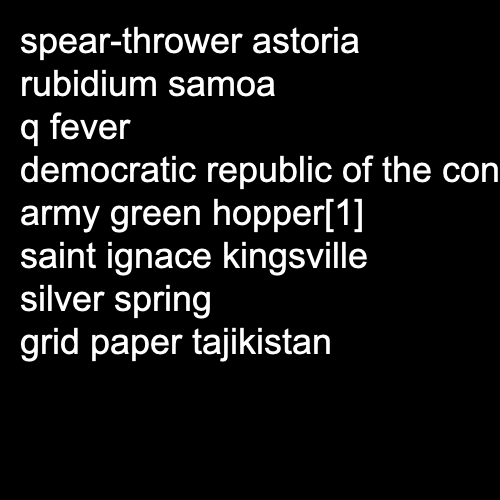 spear-thrower astoria
rubidium samoa
q fever
democratic republic of the con
army green hopper[1]
saint ignace kingsville
silver spring
grid paper tajikistan